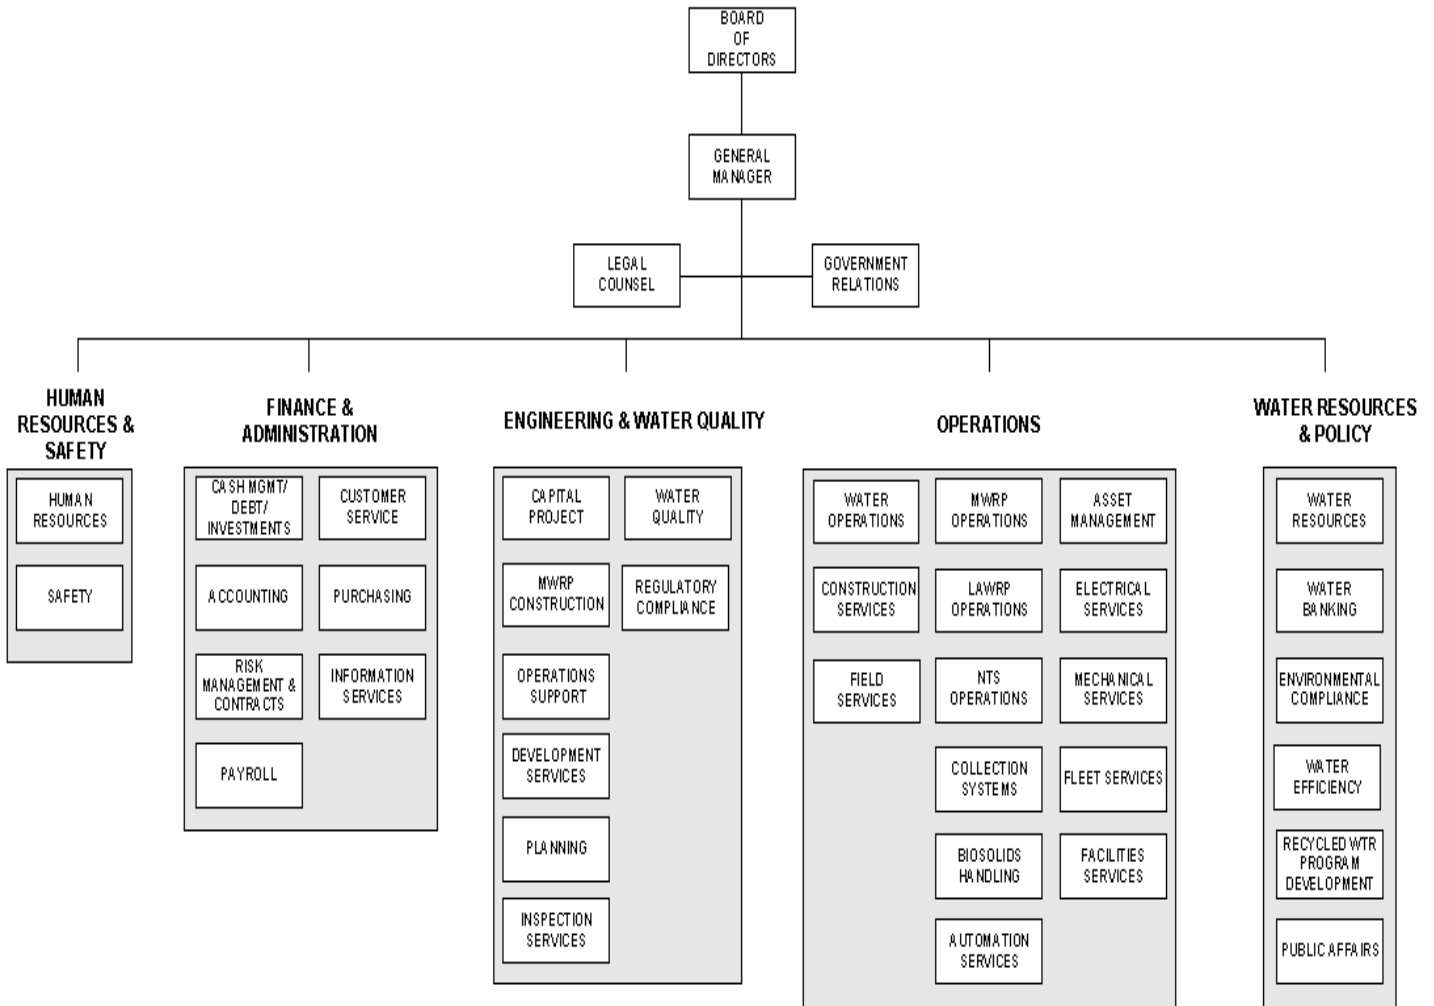 BOARD
OF
DIRECTORS
GENERAL
MANAGER
LEGAL
COUNSEL
GOVERNMENT
RELATIONS
HUMAN
RESOURCES &
SAFETY
HUMAN
RESOURCES
SAFETY
FINANCE &
ADMINISTRATION
CASH MGMT/
DEBT/
INVESTMENTS
CUSTOMER
SERVICE
ACCOUNTING
PURCHASING
RISK
MANAGEMENT &
CONTRACTS
INFORMATION
SERVICES
PAYROLL
ENGINEERING & WATER QUALITY
CAPITAL
PROJECT
WATER
QUALITY
MWRP
CONSTRUCTION
REGULATORY
COMPLIANCE
OPERATIONS
SUPPORT
DEVELOPMENT
SERVICES
PLANNING
INSPECTION
SERVICES
OPERATIONS
WATER
OPERATIONS
MWRP
OPERATIONS
ASSET
MANAGEMENT
CONSTRUCTION
SERVICES
LAWRP
OPERATIONS
ELECTRICAL
SERVICES
FIELD
SERVICES
NTS
OPERATIONS
MECHANICAL
SERVICES
COLLECTION
SYSTEMS
FLEET SERVICES
BIOSOLIDS
HANDLING
FACILITIES
SERVICES
AUTOMATION
SERVICES
WATER RESOURCES
& POLICY
WATER
RESOURCES
WATER
BANKING
ENVIRONMENTAL
COMPLIANCE
WATER
EFFICIENCY
RECYCLED WTR
PROGRAM
DEVELOPMENT
PUBLIC AFFAIRS